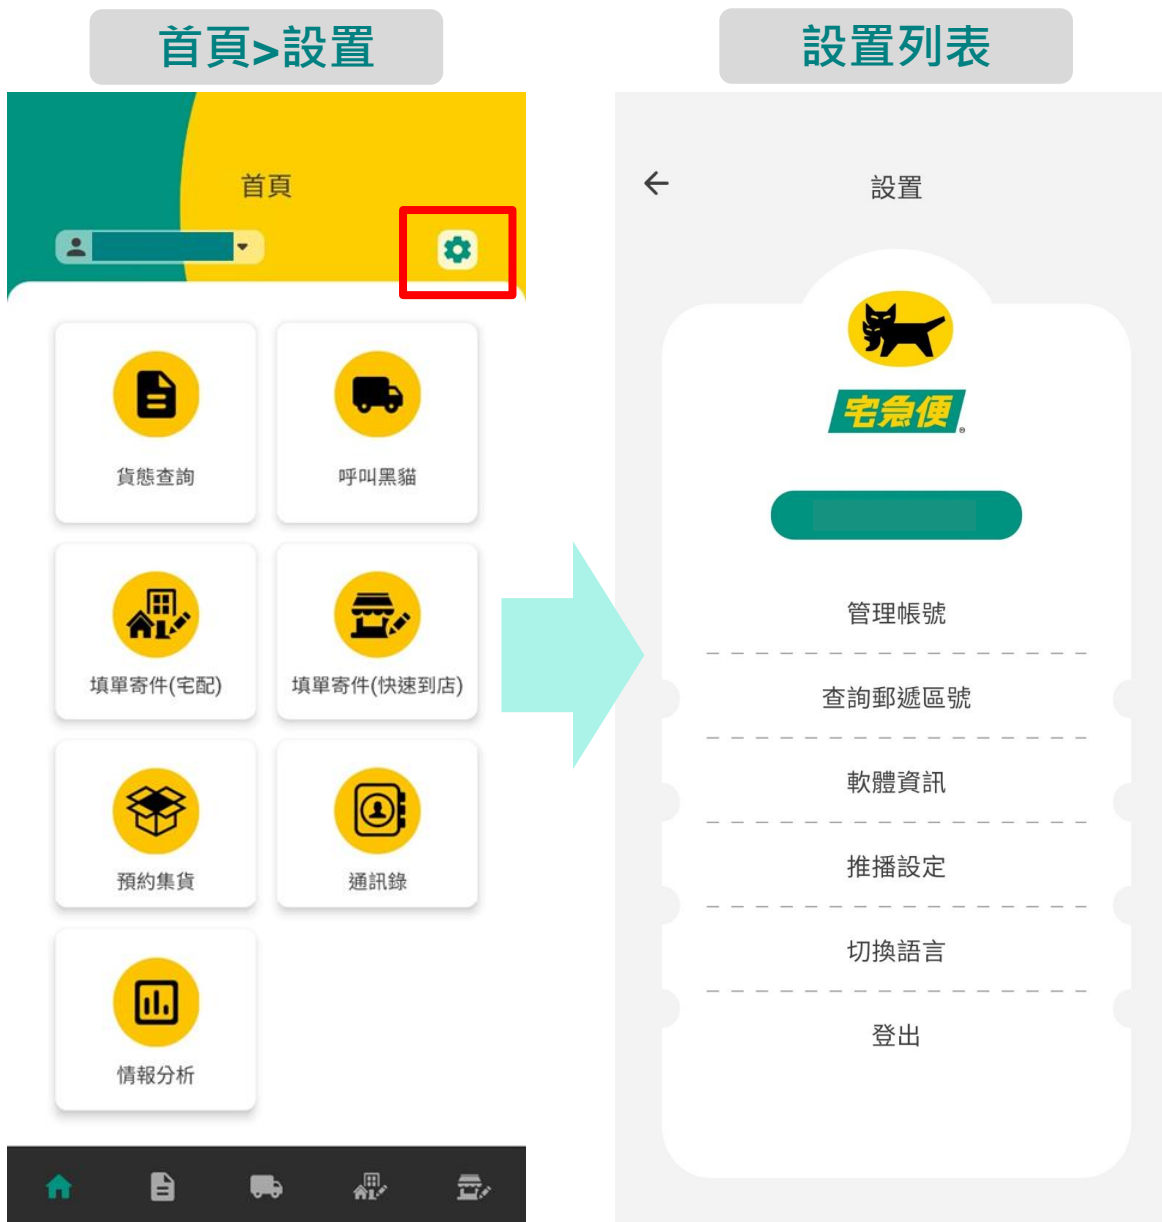 首頁>設置
設置列表
首頁
貨態查詢
呼叫黑貓
填單寄件(宅配)
填單寄件(快速到店)
預約集貨
通訊錄
情報分析
設置
宅急便®
管理帳號
查詢郵遞區號
軟體資訊
推播設定
切換語言
登出